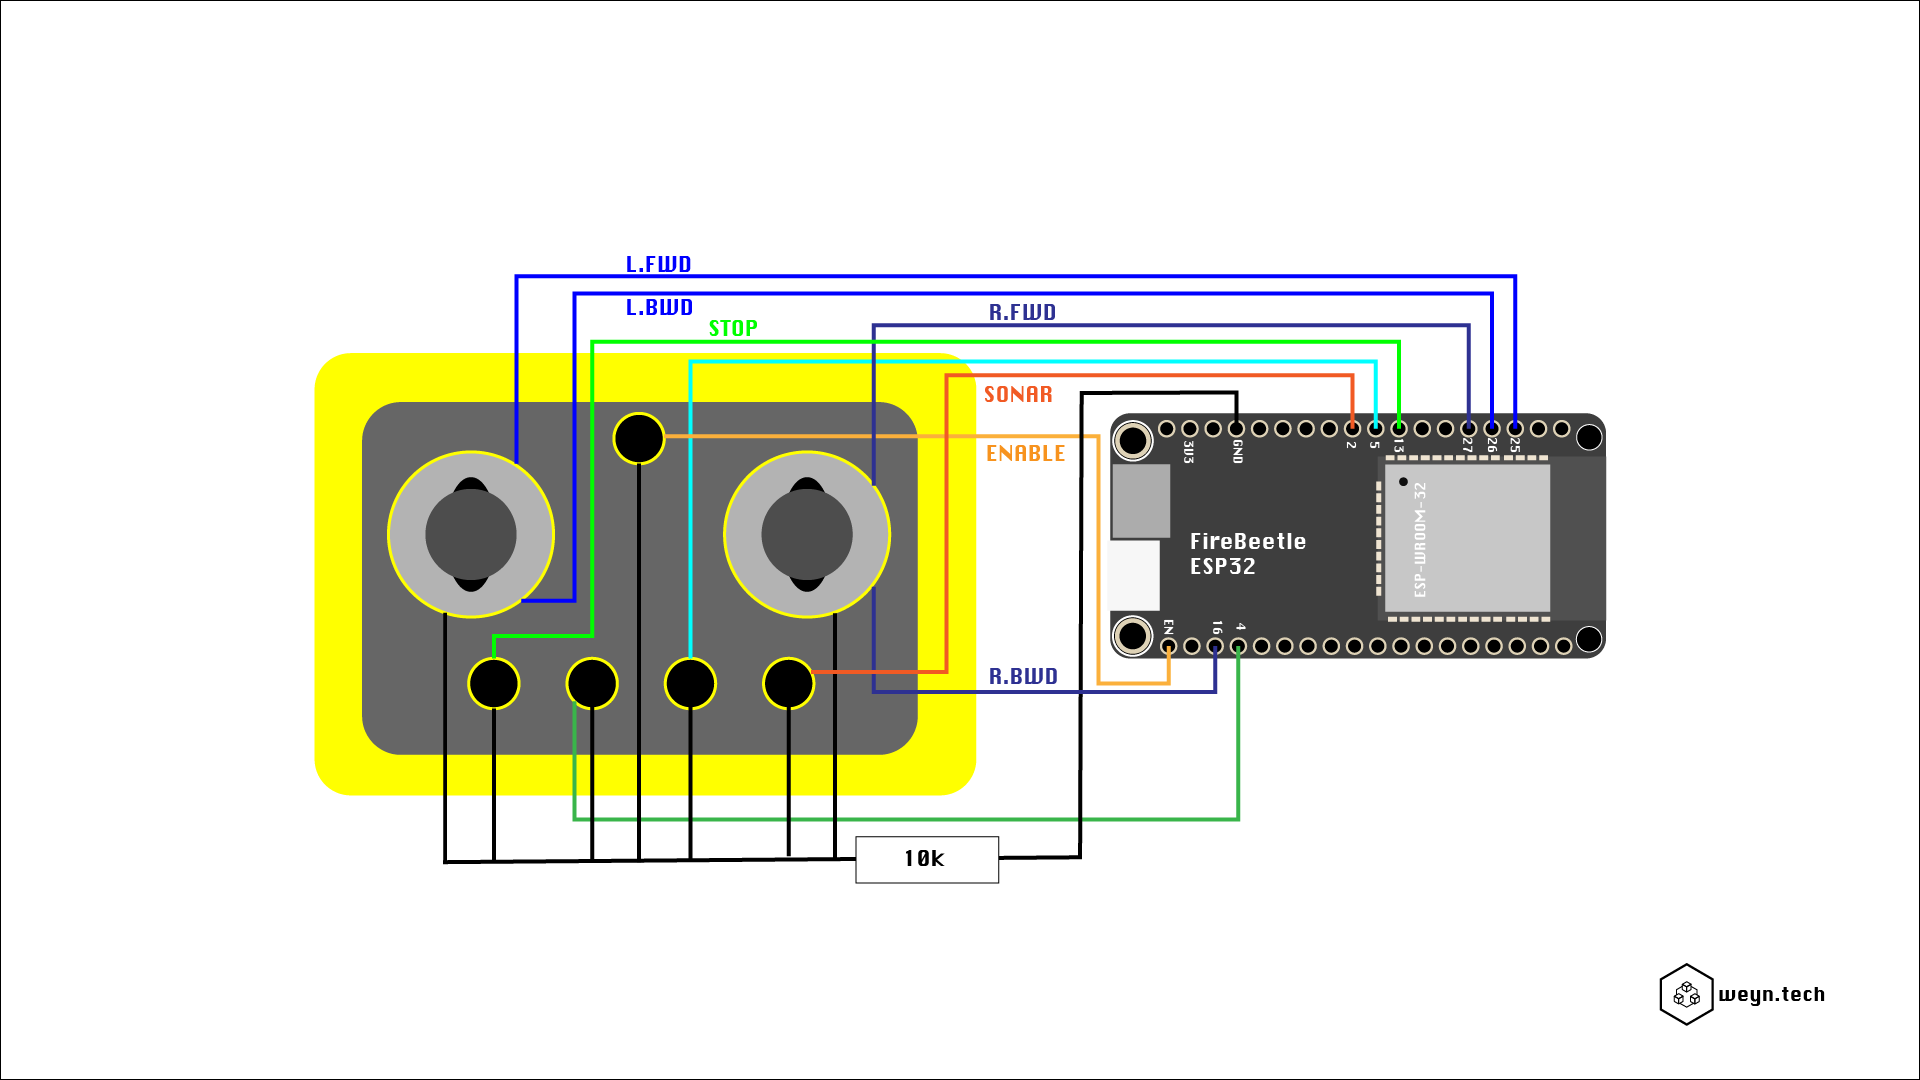 L.FWD
L.BWD
R.FWD
STOP
SONAR
ENABLE
3U3
GND
2
5
13
27
26
25
ESP-WROOM-32
FireBeetle
ESP32
EN
16
4
R.BWD
10k
weyn.tech